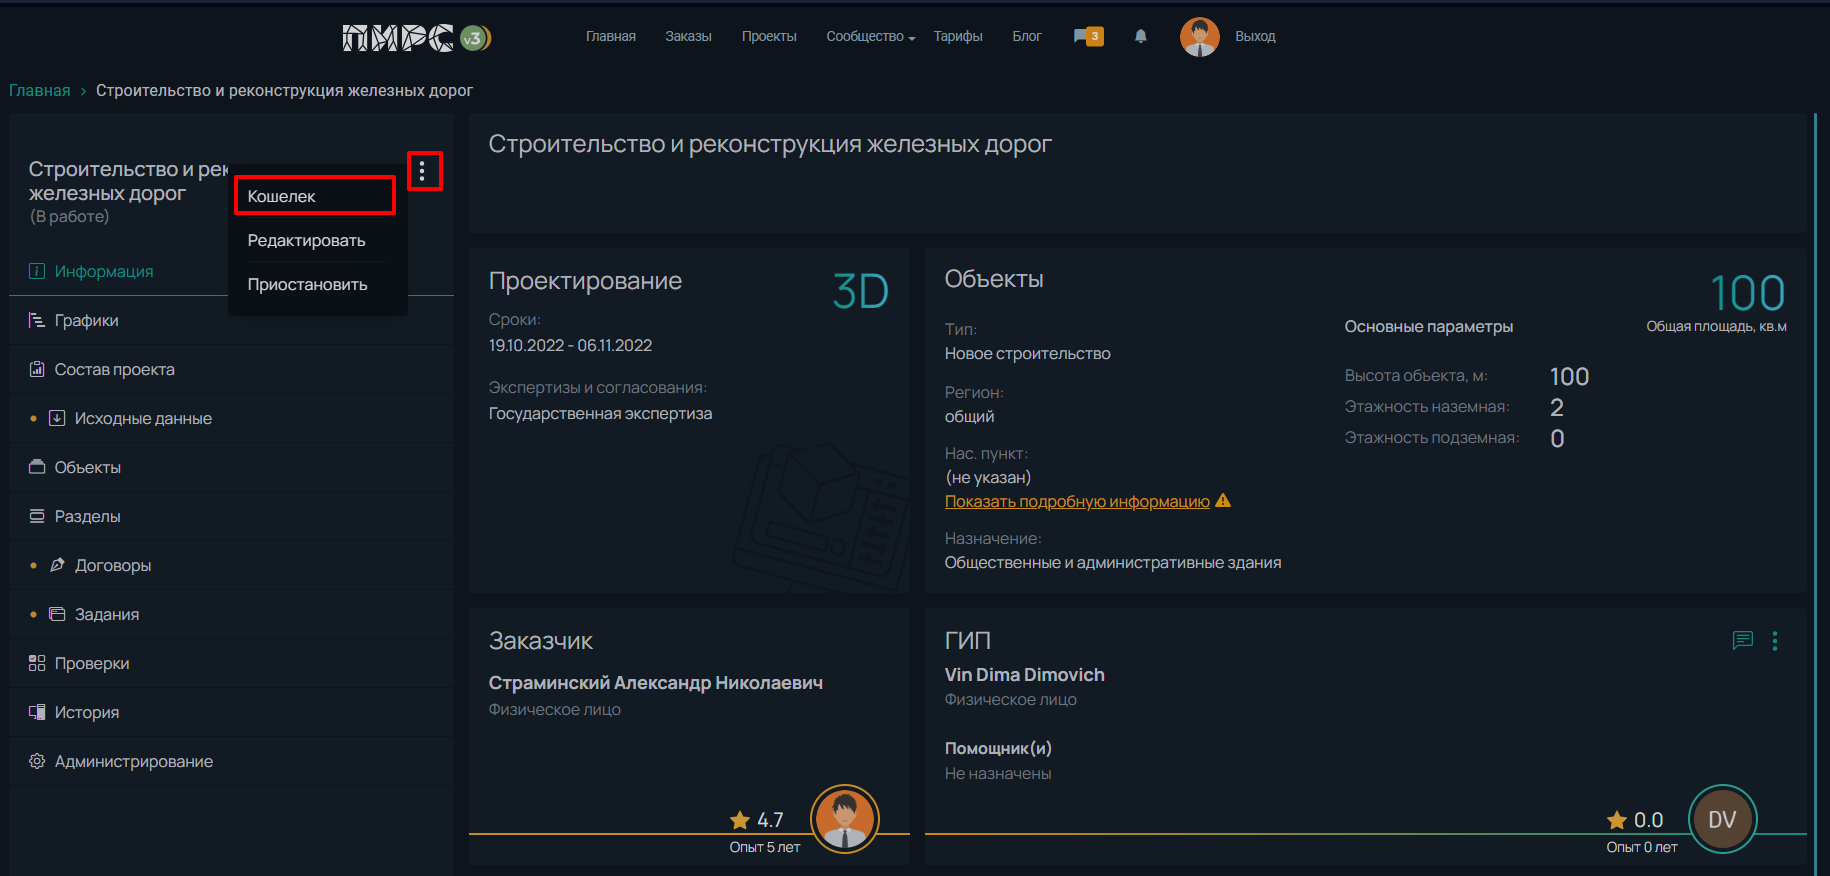 ПИРС v3
Главная Заказы Проекты Сообщество Тарифы Блог 3 Выход
Главная > Строительство и реконструкция железных дорог
Строительство и рек
железных дорог
(В работе)
Кошелек
Редактировать
Приостановить
Информация
Графики
Состав проекта
Исходные данные
Объекты
Разделы
Договоры
Задания
Проверки
История
Администрирование
Строительство и реконструкция железных дорог
Проектирование
3D
Сроки:
19.10.2022 - 06.11.2022
Экспертизы и согласования:
Государственная экспертиза
Объекты
100
Общая площадь, кв.м
Тип:
Новое строительство
Регион:
общий
Нас. пункт:
(не указан)
Показать подробную информацию
Назначение:
Общественные и административные здания
Основные параметры
Высота объекта, м: 100
Этажность наземная: 2
Этажность подземная: 0
Заказчик
Страминский Александр Николаевич
Физическое лицо
4.7
Опыт 5 лет
ГИП
Vin Dima Dimovich
Физическое лицо
Помощник(и)
Не назначены
0.0
Опыт 0 лет
DV